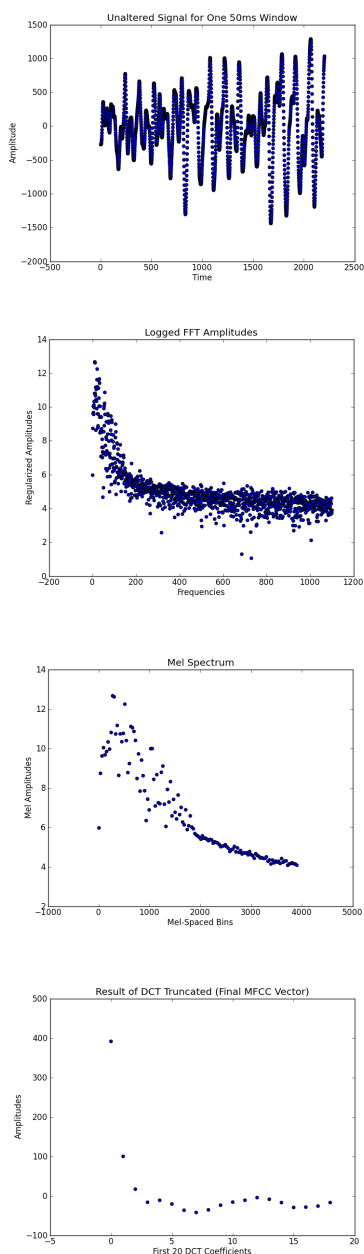 Unaltered Signal for One 50ms Window
1500
1000
500
0
−500
−1000
−1500
−2000
Amplitude
−500 0 500 1000 1500 2000 2500
Time
Logged FFT Amplitudes
14
12
10
8
6
4
2
0
Regularized Amplitudes
−200 0 200 400 600 800 1000 1200
Frequencies
Mel Spectrum
14
12
10
8
6
4
2
Mel Amplitudes
−1000 0 1000 2000 3000 4000 5000
Mel-Spaced Bins
Result of DCT Truncated (Final MFCC Vector)
500
400
300
200
100
0
−100
Amplitudes
−5 0 5 10 15 20
First 20 DCT Coefficients